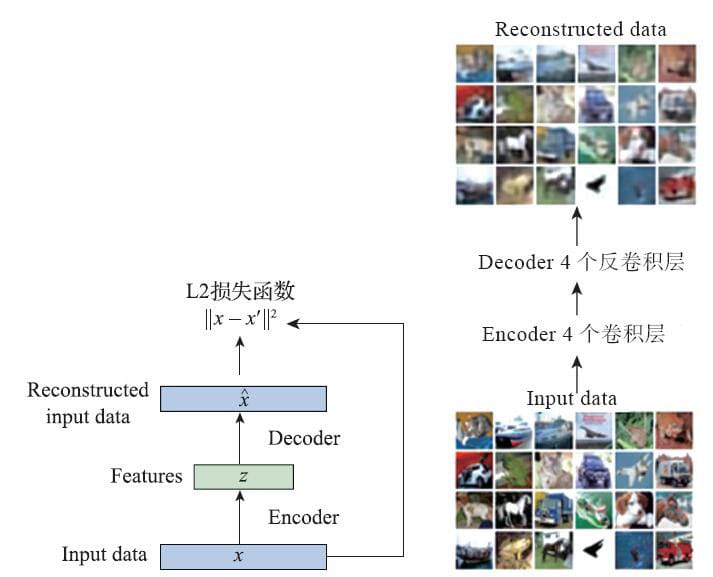 Reconstructed data
Decoder 4 个反卷积层
Encoder 4 个卷积层
Input data
L2损失函数
||x − x′||²
Reconstructed
input data
x̂
Decoder
Features
z
Encoder
Input data
x